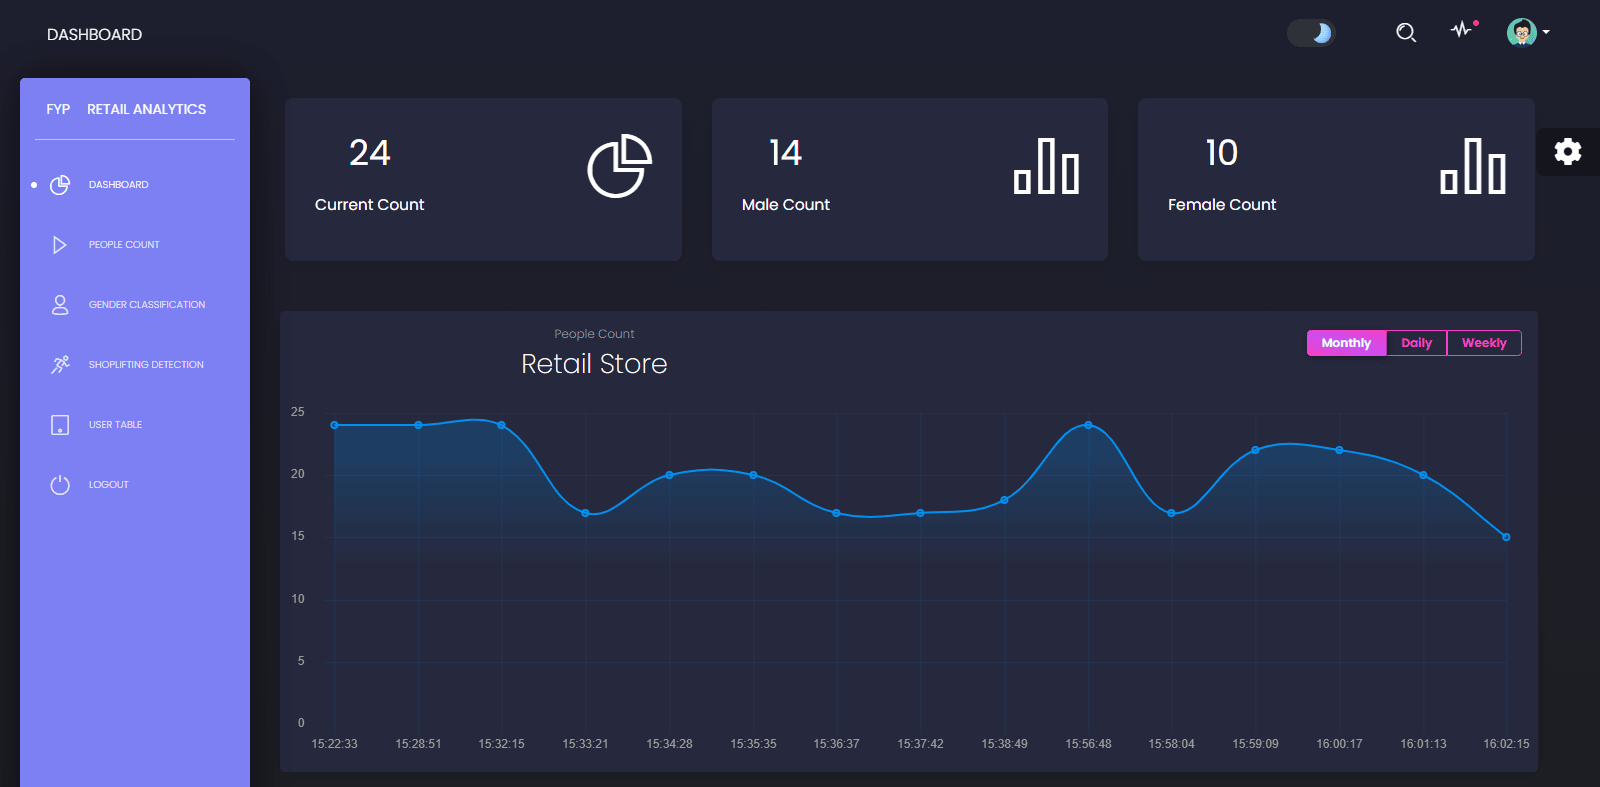 DASHBOARD
FYP RETAIL ANALYTICS
DASHBOARD
PEOPLE COUNT
GENDER CLASSIFICATION
SHOPLIFTING DETECTION
USER TABLE
LOGOUT
24
Current Count
14
Male Count
10
Female Count
People Count
Retail Store
Monthly Daily Weekly
25
20
15
10
5
0
15:22:33 15:28:51 15:32:15 15:33:21 15:34:28 15:35:35 15:36:37 15:37:42 15:38:49 15:56:48 15:58:04 15:59:09 16:00:17 16:01:13 16:02:15